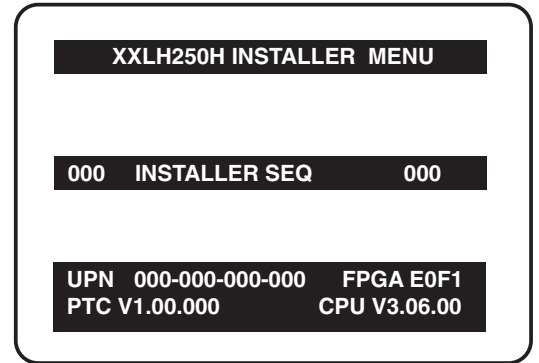 XXLH250H INSTALLER MENU
000 INSTALLER SEQ 000
UPN 000-000-000-000 FPGA E0F1
PTC V1.00.000 CPU V3.06.00